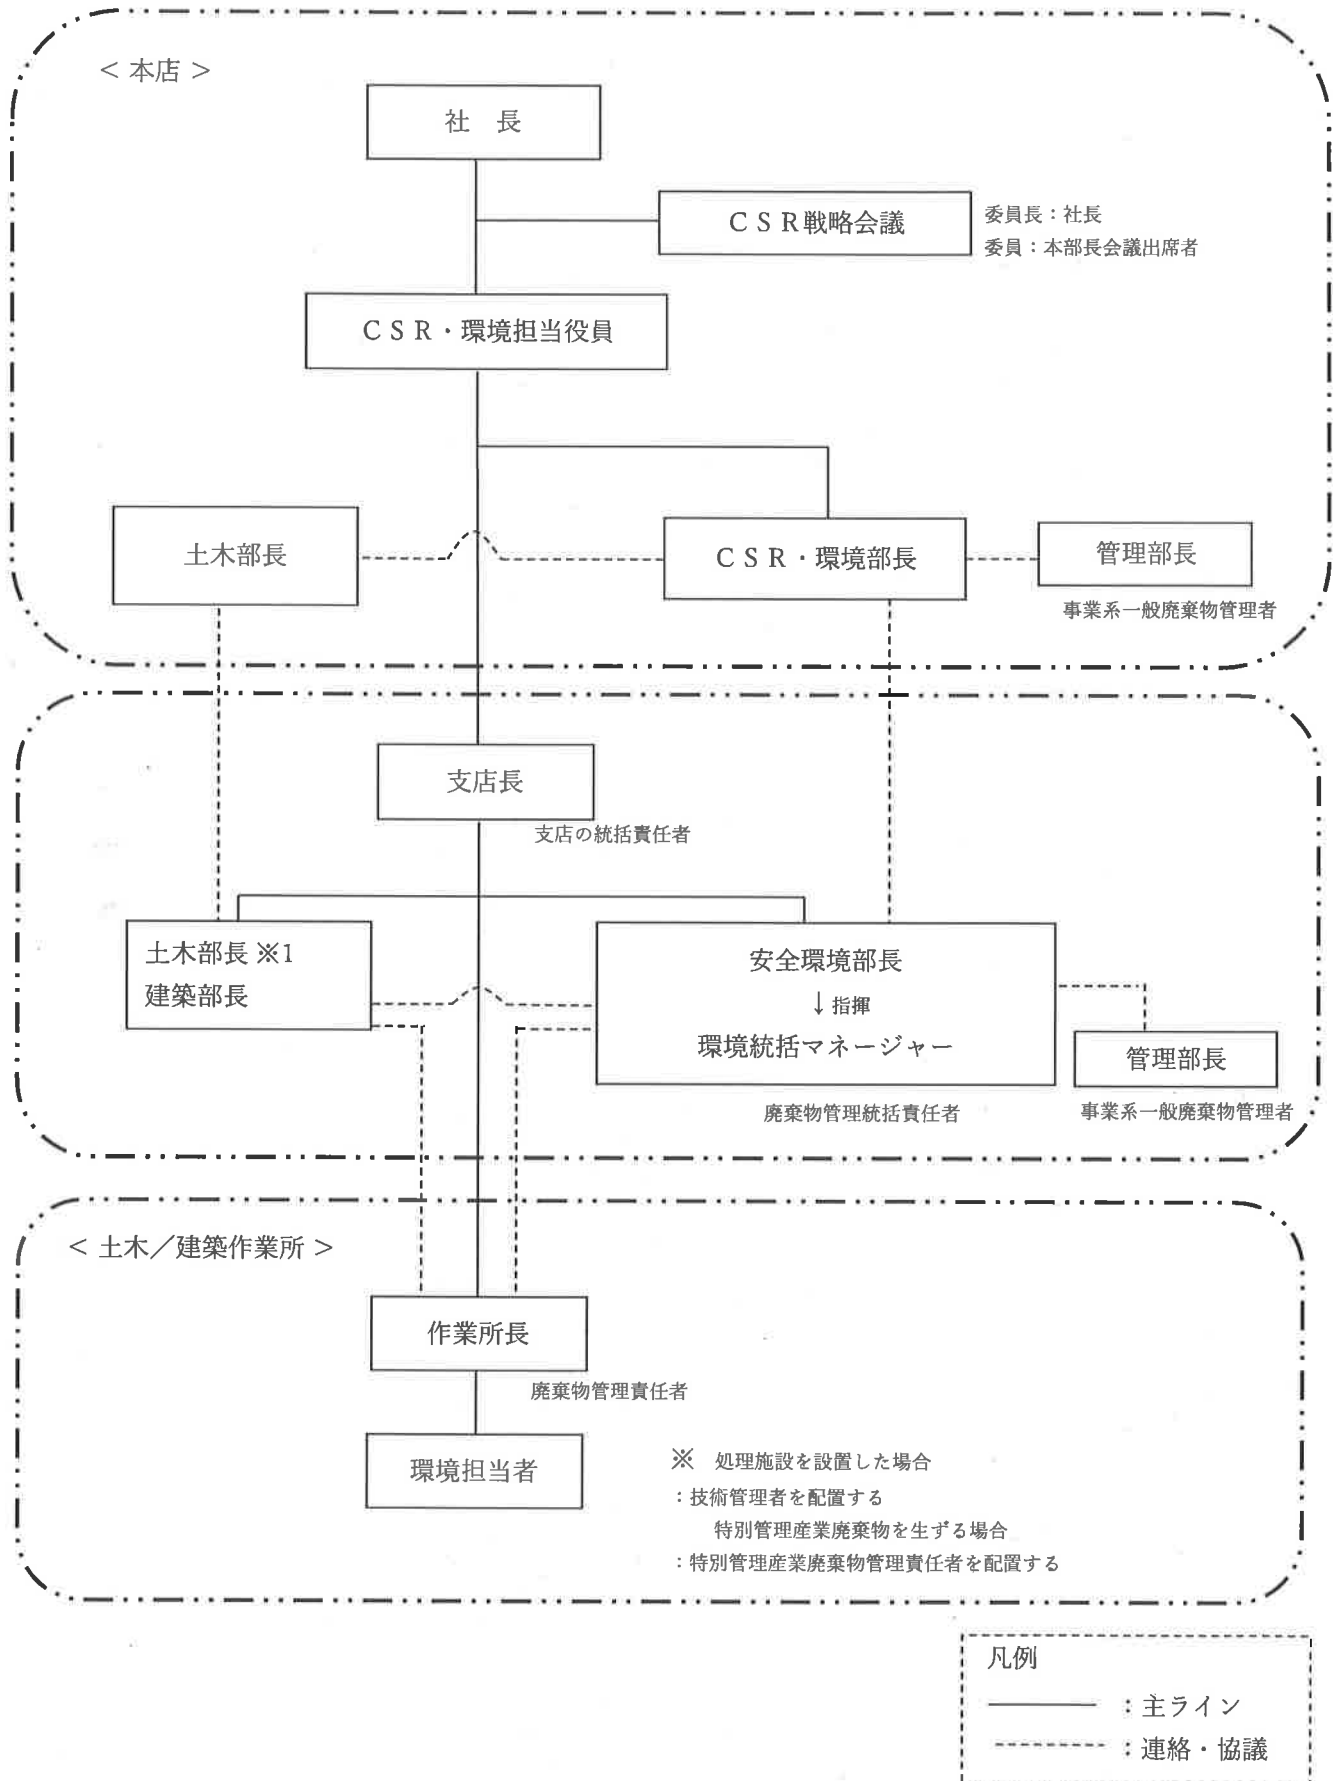 ＜ 本店 ＞
社　長
ＣＳＲ戦略会議
委員長：社長
委員：本部長会議出席者
ＣＳＲ・環境担当役員
土木部長
ＣＳＲ・環境部長
管理部長
事業系一般廃棄物管理者
支店長
支店の統括責任者
土木部長 ※1
建築部長
安全環境部長
↓指揮
環境統括マネージャー
管理部長
廃棄物管理統括責任者
事業系一般廃棄物管理者
＜ 土木／建築作業所 ＞
作業所長
廃棄物管理責任者
環境担当者
※　処理施設を設置した場合
：技術管理者を配置する
特別管理産業廃棄物を生ずる場合
：特別管理産業廃棄物管理責任者を配置する
凡例
：主ライン
：連絡・協議